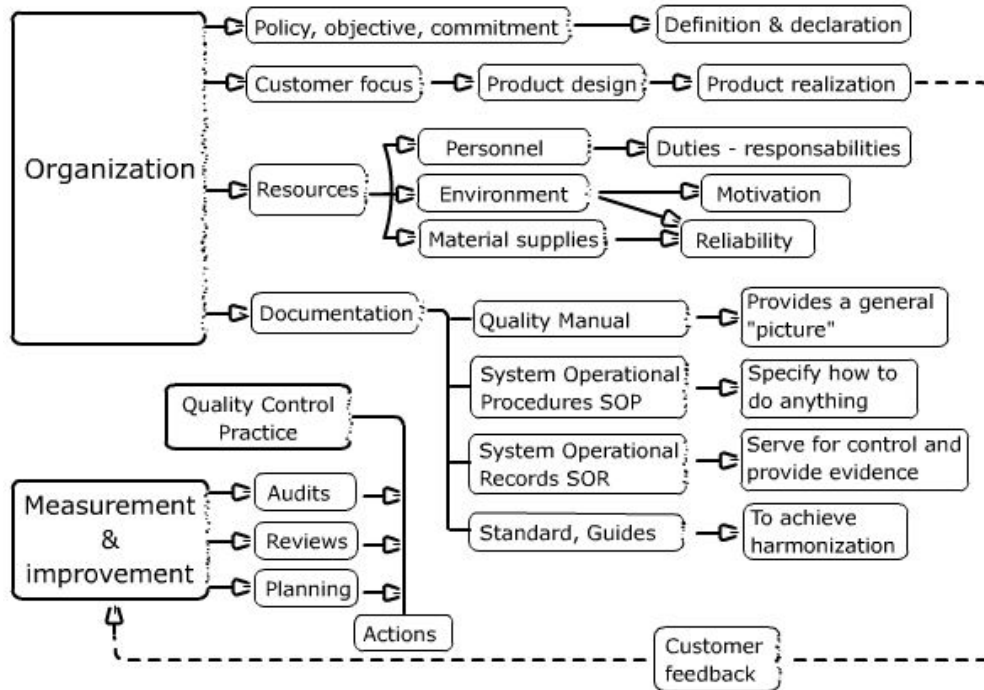 Organization
Policy, objective, commitment
Definition & declaration
Customer focus
Product design
Product realization
Resources
Personnel
Duties - responsabilities
Environment
Motivation
Material supplies
Reliability
Documentation
Quality Manual
Provides a general
"picture"
System Operational
Procedures SOP
Specify how to
do anything
System Operational
Records SOR
Serve for control and
provide evidence
Standard, Guides
To achieve
harmonization
Quality Control
Practice
Measurement
&
improvement
Audits
Reviews
Planning
Actions
Customer
feedback